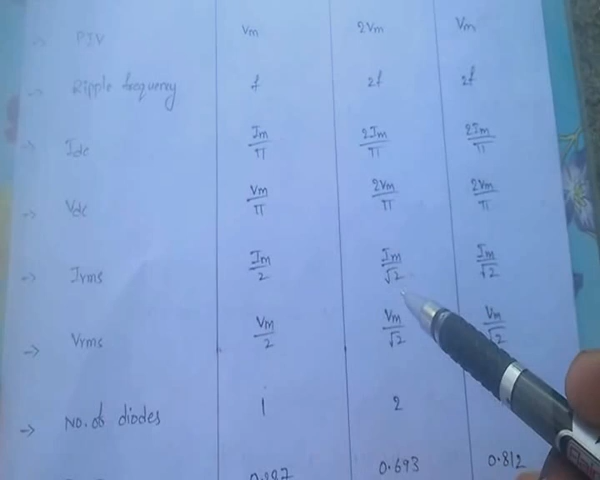 -> PIV Vm 2Vm Vm
-> Ripple frequency f 2f 2f
-> Idc Im/π 2Im/π 2Im/π
-> Vdc Vm/π 2Vm/π 2Vm/π
-> Irms Im/2 Im/√2 Im/√2
-> Vrms Vm/2 Vm/√2 Vm/√2
-> No. of diodes 1 2
0.693 0.812